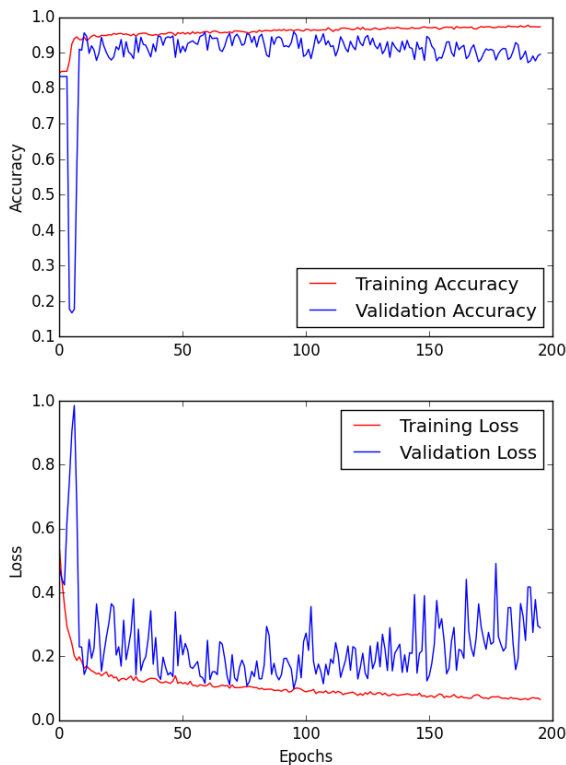 1.0
0.9
0.8
0.7
0.6
0.5
0.4
0.3
0.2
0.1
Accuracy
Training Accuracy
Validation Accuracy
0 50 100 150 200
1.0
0.8
0.6
0.4
0.2
0.0
Loss
Training Loss
Validation Loss
0 50 100 150 200
Epochs